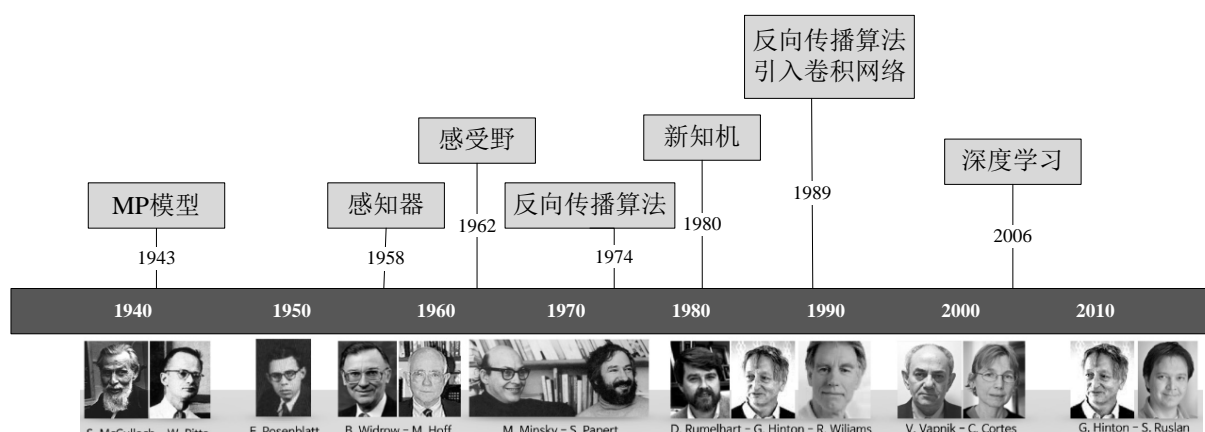 反向传播算法
引入卷积网络
感受野
新知机
深度学习
MP模型
感知器
反向传播算法
1989
1943
1958
1962
1974
1980
2006
1940
1950
1960
1970
1980
1990
2000
2010
S. McCulloch – W. Pitts
F. Rosenblatt
B. Widrow – M. Hoff
M. Minsky – S. Papert
D. Rumelhart – G. Hinton – R. Wiliams
V. Vapnik – C. Cortes
G. Hinton – S. Ruslan